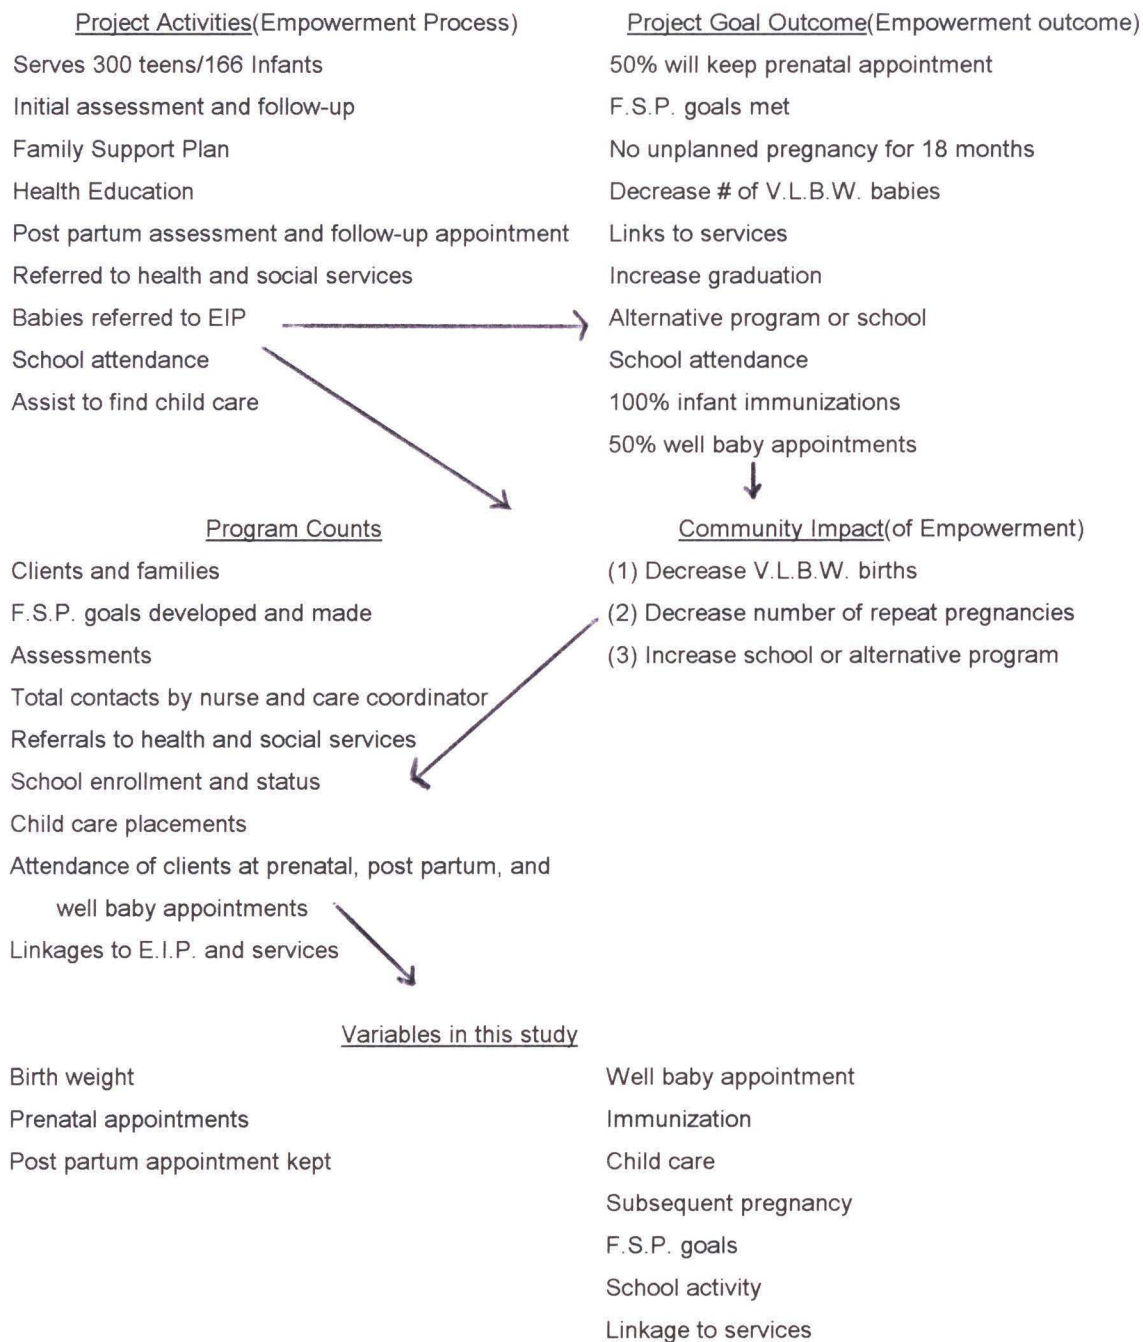 Project Activities(Empowerment Process)
Serves 300 teens/166 Infants
Initial assessment and follow-up
Family Support Plan
Health Education
Post partum assessment and follow-up appointment
Referred to health and social services
Babies referred to EIP
School attendance
Assist to find child care
Project Goal Outcome(Empowerment outcome)
50% will keep prenatal appointment
F.S.P. goals met
No unplanned pregnancy for 18 months
Decrease # of V.L.B.W. babies
Links to services
Increase graduation
Alternative program or school
School attendance
100% infant immunizations
50% well baby appointments
Program Counts
Clients and families
F.S.P. goals developed and made
Assessments
Total contacts by nurse and care coordinator
Referrals to health and social services
School enrollment and status
Child care placements
Attendance of clients at prenatal, post partum, and
well baby appointments
Linkages to E.I.P. and services
Community Impact(of Empowerment)
(1) Decrease V.L.B.W. births
(2) Decrease number of repeat pregnancies
(3) Increase school or alternative program
Variables in this study
Birth weight
Prenatal appointments
Post partum appointment kept
Well baby appointment
Immunization
Child care
Subsequent pregnancy
F.S.P. goals
School activity
Linkage to services